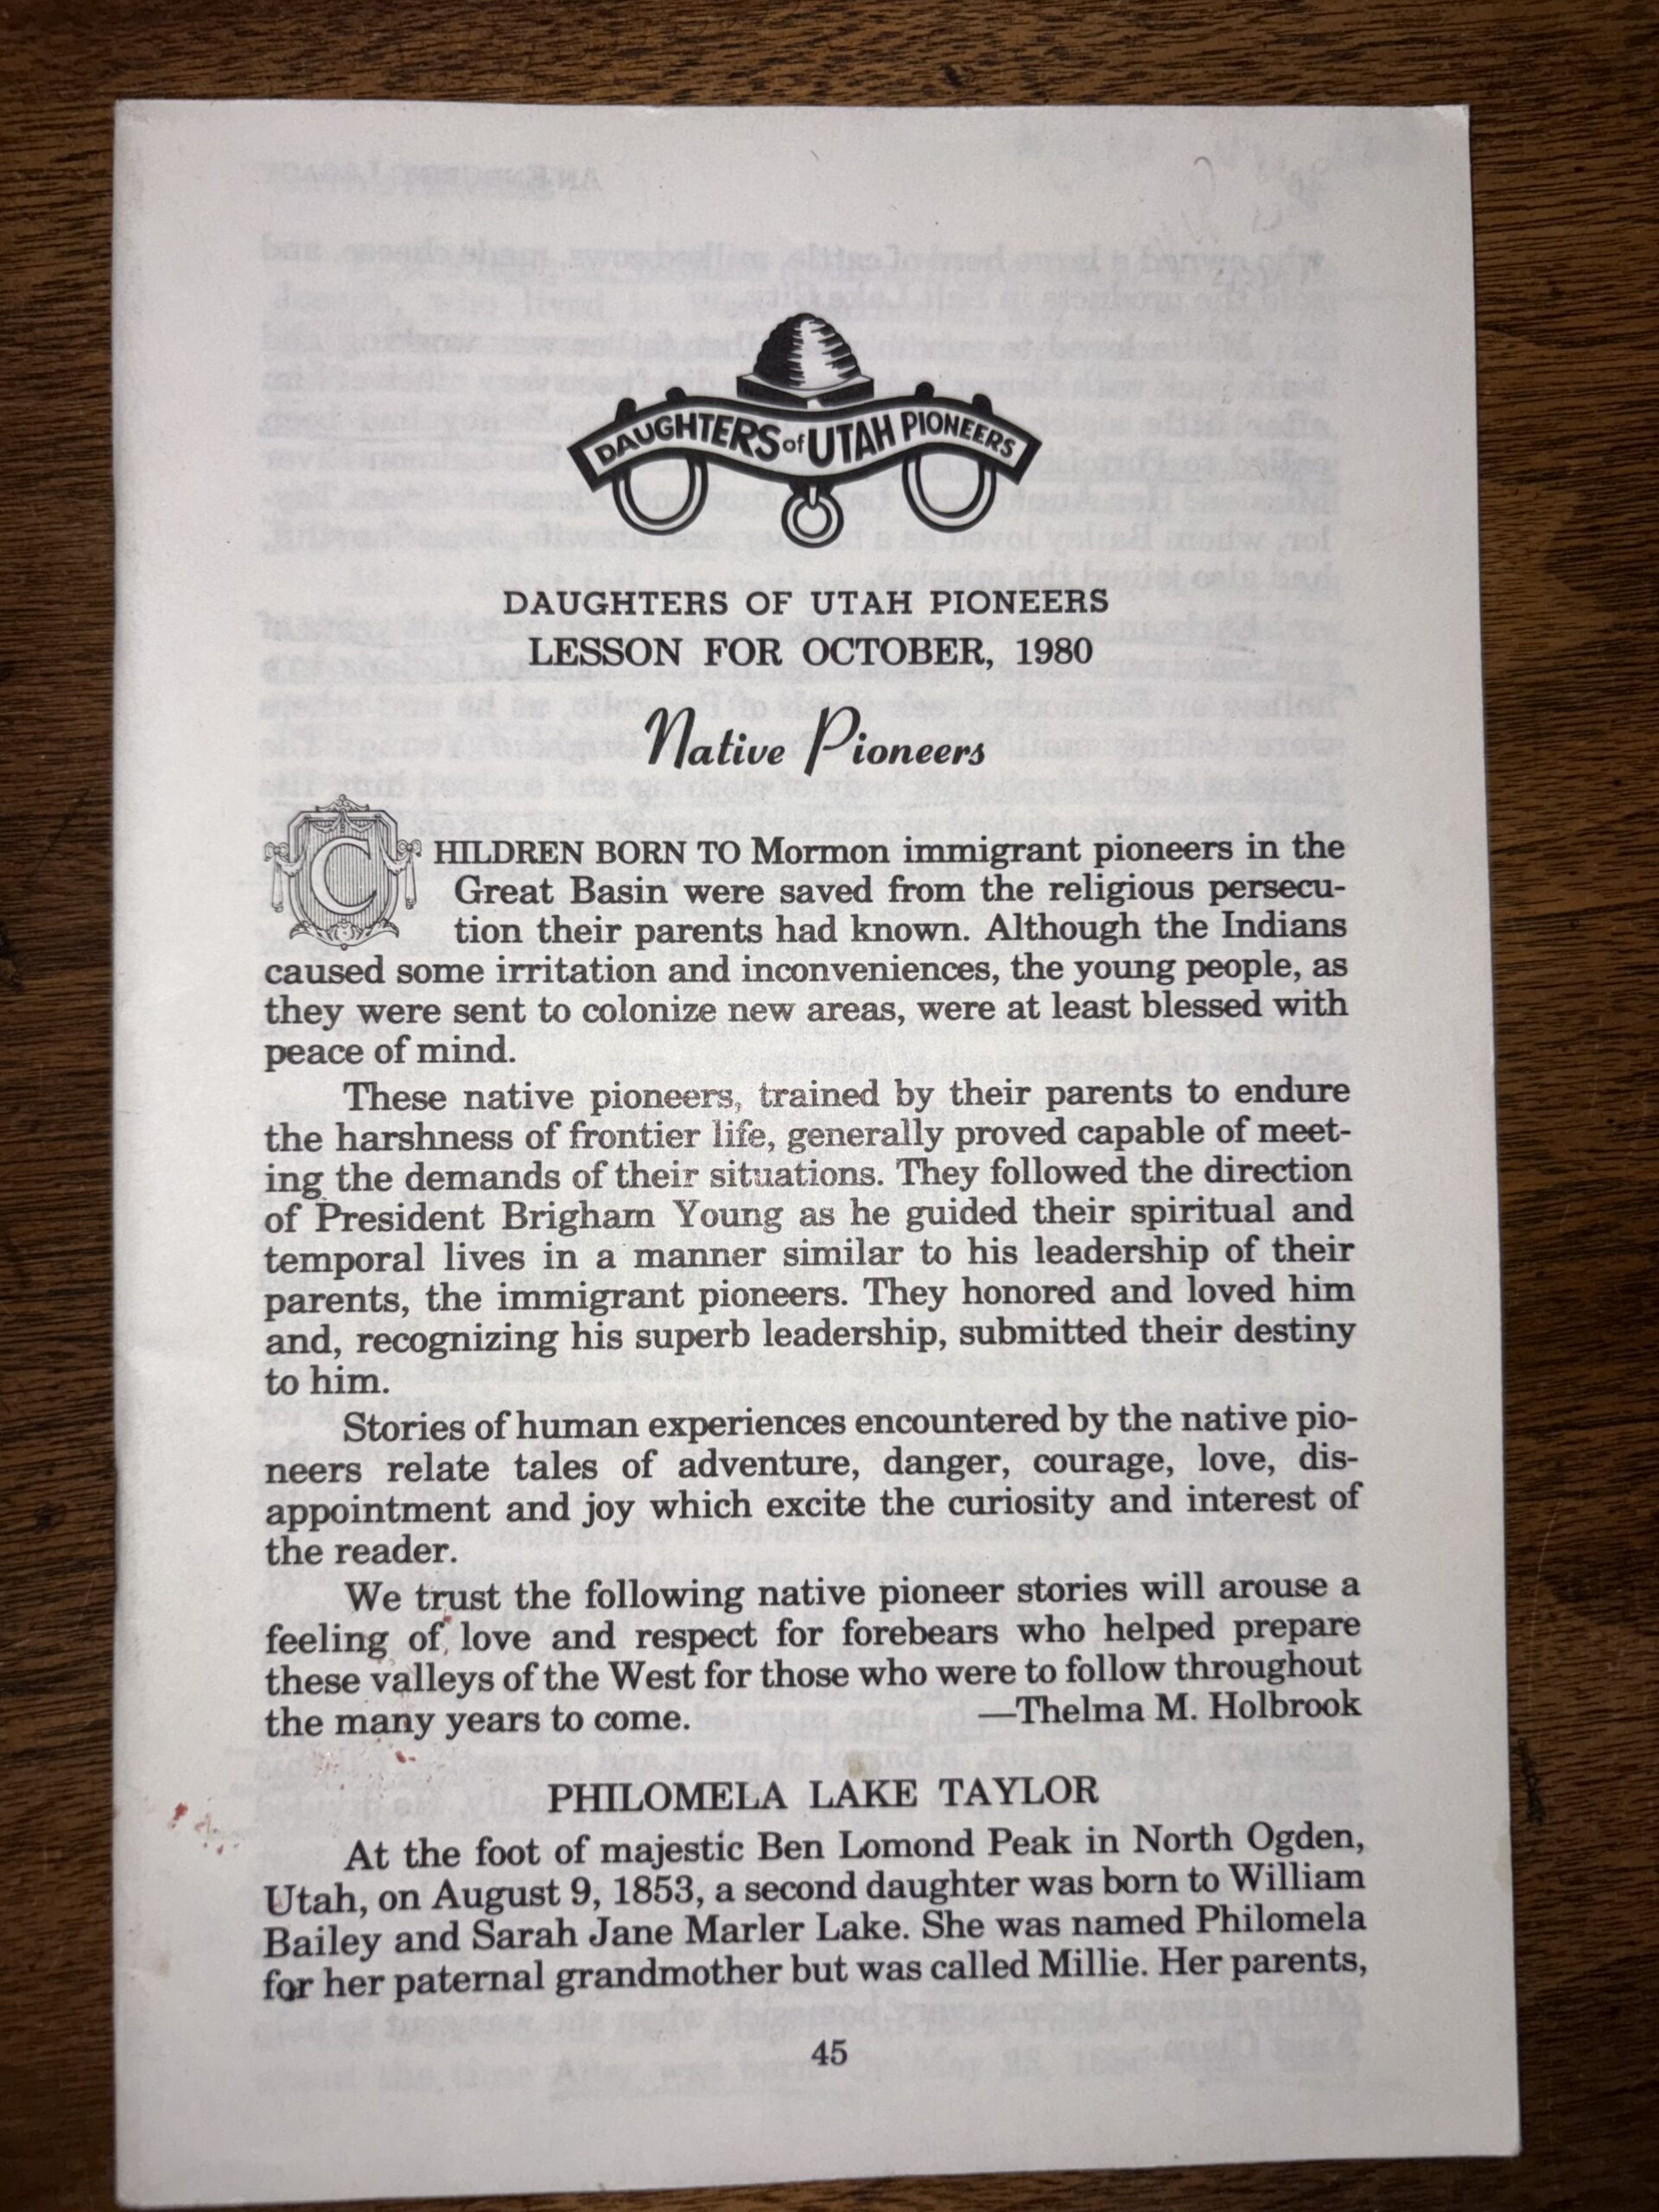 DAUGHTERS of UTAH PIONEERS
DAUGHTERS OF UTAH PIONEERS
LESSON FOR OCTOBER, 1980
Native Pioneers
CHILDREN BORN TO Mormon immigrant pioneers in the
Great Basin were saved from the religious persecu-
tion their parents had known. Although the Indians
caused some irritation and inconveniences, the young people, as
they were sent to colonize new areas, were at least blessed with
peace of mind.
These native pioneers, trained by their parents to endure
the harshness of frontier life, generally proved capable of meet-
ing the demands of their situations. They followed the direction
of President Brigham Young as he guided their spiritual and
temporal lives in a manner similar to his leadership of their
parents, the immigrant pioneers. They honored and loved him
and, recognizing his superb leadership, submitted their destiny
to him.
Stories of human experiences encountered by the native pio-
neers relate tales of adventure, danger, courage, love, dis-
appointment and joy which excite the curiosity and interest of
the reader.
We trust the following native pioneer stories will arouse a
feeling of love and respect for forebears who helped prepare
these valleys of the West for those who were to follow throughout
the many years to come. —Thelma M. Holbrook
PHILOMELA LAKE TAYLOR
At the foot of majestic Ben Lomond Peak in North Ogden,
Utah, on August 9, 1853, a second daughter was born to William
Bailey and Sarah Jane Marler Lake. She was named Philomela
for her paternal grandmother but was called Millie. Her parents,
45